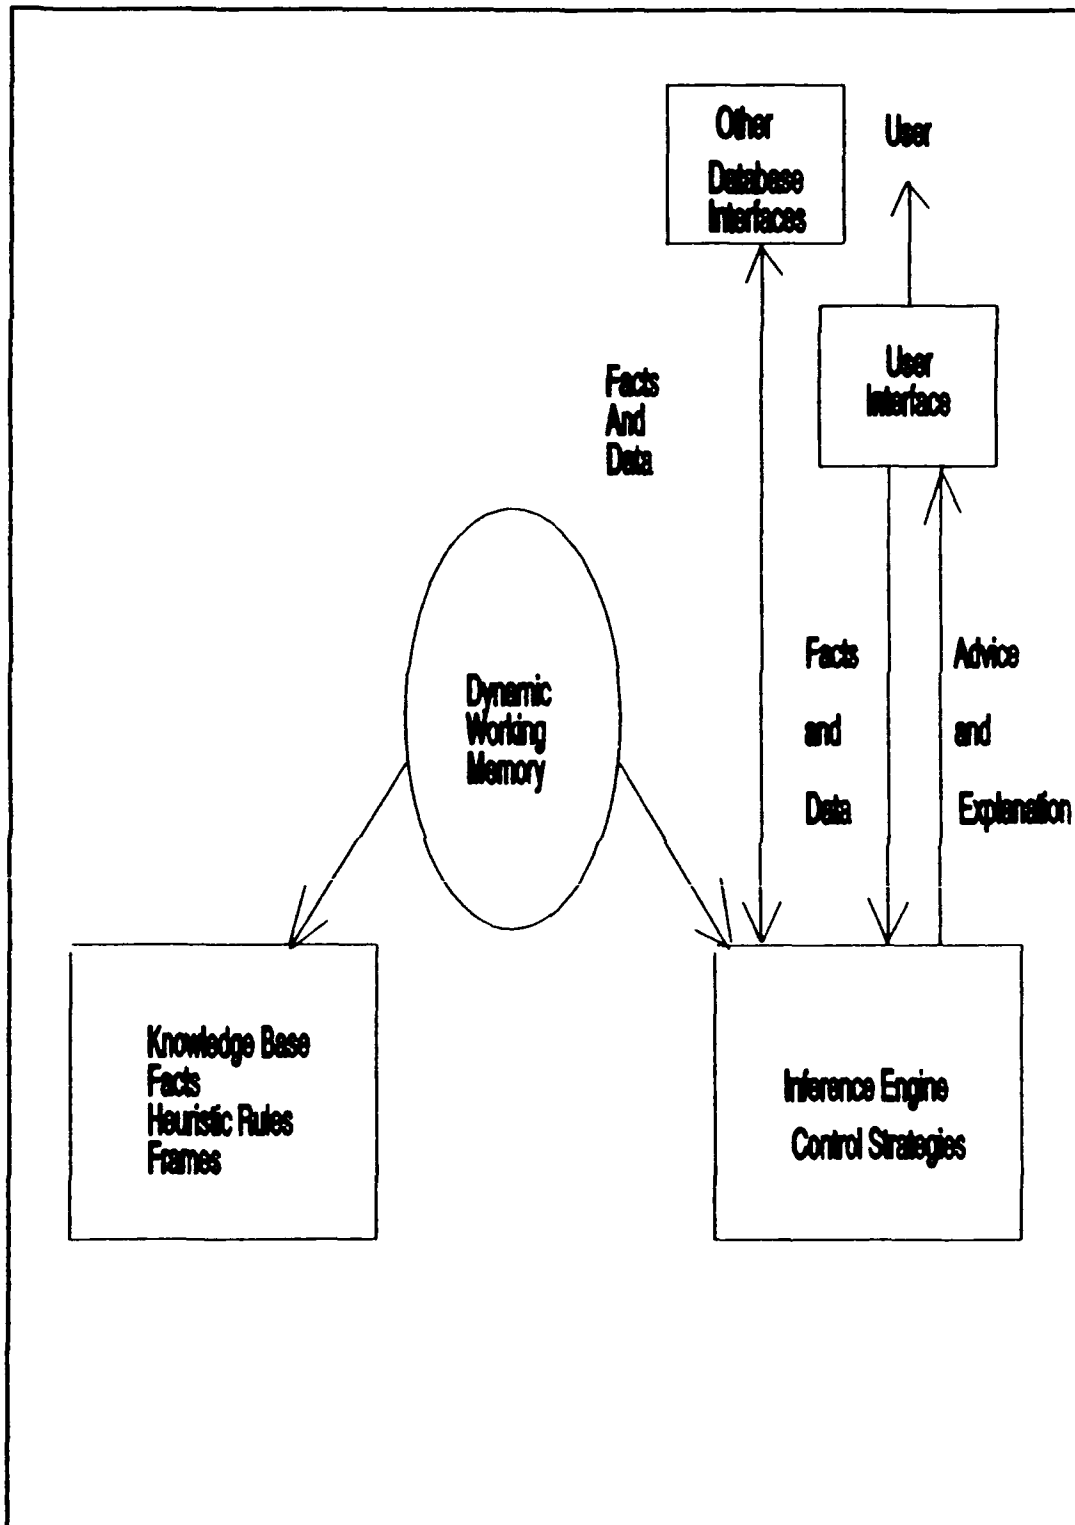 Other
Database
Interfaces
User
User
Interface
Facts
And
Data
Dynamic
Working
Memory
Facts
and
Data
Advice
and
Explanation
Knowledge Base
Facts
Heuristic Rules
Frames
Inference Engine
Control Strategies